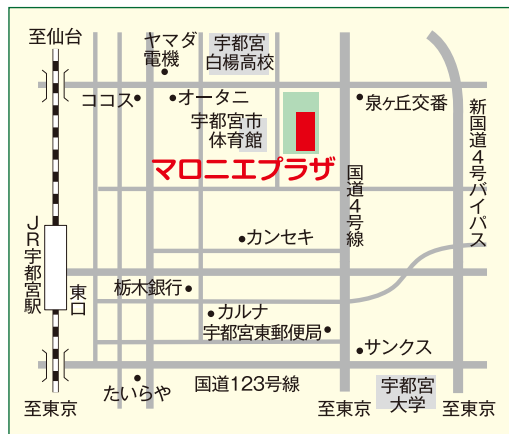 至仙台
ヤマダ
電機
宇都宮
白楊高校
ココス
オータニ
宇都宮市
体育館
泉ヶ丘交番
マロニエプラザ
国道4号線
新国道4号バイパス
カンセキ
JR宇都宮駅
東口
栃木銀行
カルナ
宇都宮東郵便局
サンクス
たいらや
国道123号線
宇都宮
大学
至東京
至東京
至東京